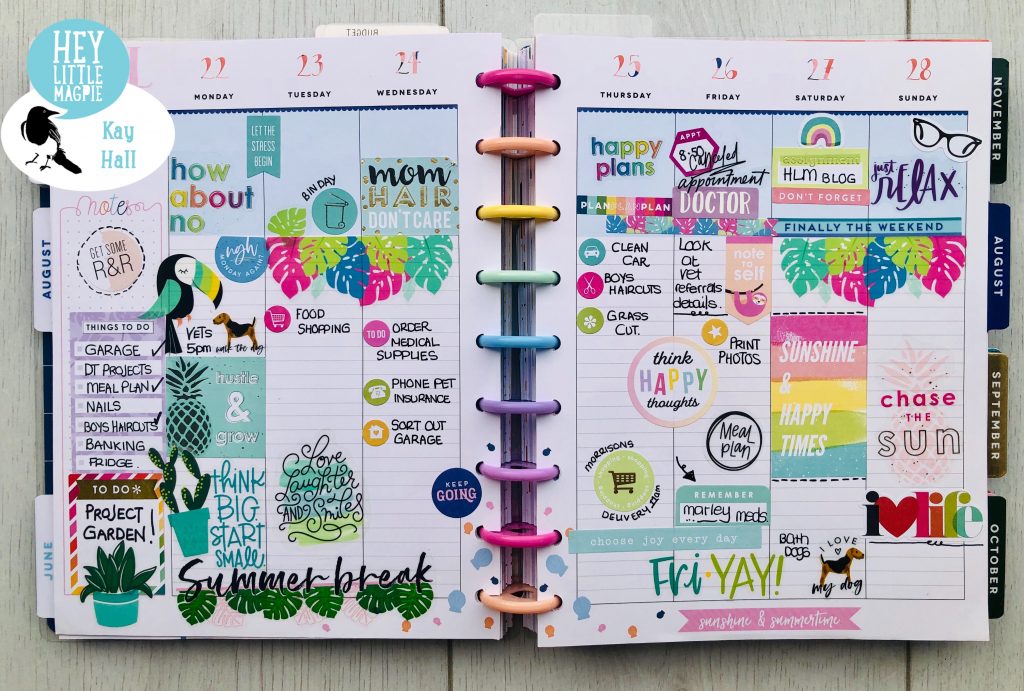 HEY
LITTLE
MAGPIE
Kay
Hall
BUDGET
22
MONDAY
23
TUESDAY
24
WEDNESDAY
25
THURSDAY
26
FRIDAY
27
SATURDAY
28
SUNDAY
AUGUST
JUNE
notes
GET SOME
R&R
THINGS TO DO
GARAGE
DT PROJECTS
MEAL PLAN
NAILS
BOYS HAIRCUTS
BANKING
FRIDGE.
TO DO*
PROJECT
GARDEN!
how
about
no
ugh
MONDAY AGAIN?
VETS
5pm
walk the dog
hustle
&
grow
think
BIG
START
small.
LET THE
STRESS
BEGIN
BIN DAY
FOOD
SHOPPING
Love
laughter
AND
Smiles
mom
HAIR
DON'T CARE
TO DO
ORDER
MEDICAL
SUPPLIES
PHONE PET
INSURANCE
SORT OUT
GARAGE
KEEP
GOING
Summer break
happy
plans
PLANPLANPLAN
CLEAN
CAR
BOYS
HAIRCUTS
GRASS
CUT.
think
HAPPY
thoughts
MORRISONS
DELIVERY
choose joy every day
APPT
8:50
cancelled
appointment
DOCTOR
Look
at
vet
referrals
details.
note
to
self
PRINT
PHOTOS
Meal
plan
REMEMBER
marley meds.
FRI-YAY!
assignment
HLM BLOG
DON'T FORGET
FINALLY THE WEEKEND
SUNSHINE
&
HAPPY
TIMES
Bath
DOGS
I LOVE
my dog
just
RELAX
chase
THE
sun
i life
sunshine & summertime
NOVEMBER
AUGUST
SEPTEMBER
OCTOBER